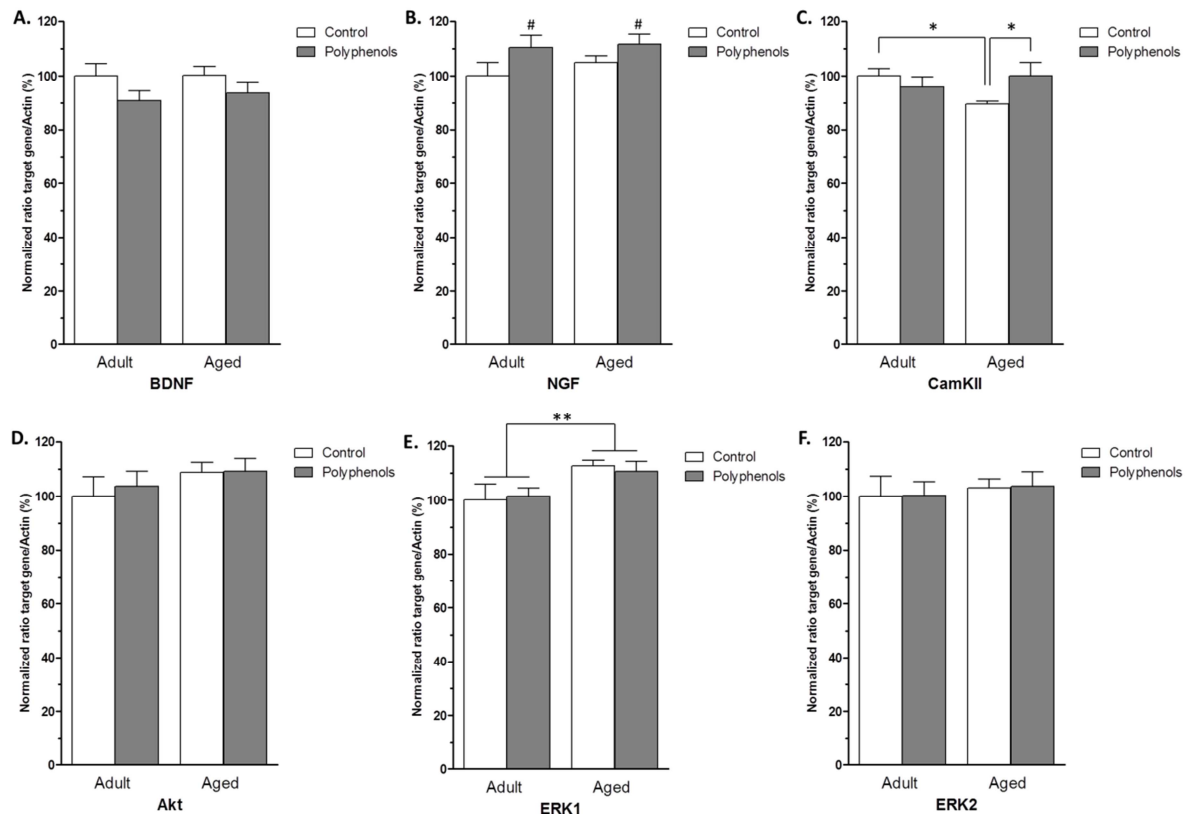 A.
Normalized ratio target gene/Actin (%)
120
100
80
60
40
20
0
Control
Polyphenols
Adult
Aged
BDNF
B.
Normalized ratio target gene/Actin (%)
120
100
80
60
40
20
0
#
#
Control
Polyphenols
Adult
Aged
NGF
C.
Normalized ratio target gene/Actin (%)
120
100
80
60
40
20
0
*
*
Control
Polyphenols
Adult
Aged
CamKII
D.
Normalized ratio target gene/Actin (%)
120
100
80
60
40
20
0
Control
Polyphenols
Adult
Aged
Akt
E.
Normalized ratio target gene/Actin (%)
120
100
80
60
40
20
0
**
Control
Polyphenols
Adult
Aged
ERK1
F.
Normalized ratio target gene/Actin (%)
120
100
80
60
40
20
0
Control
Polyphenols
Adult
Aged
ERK2